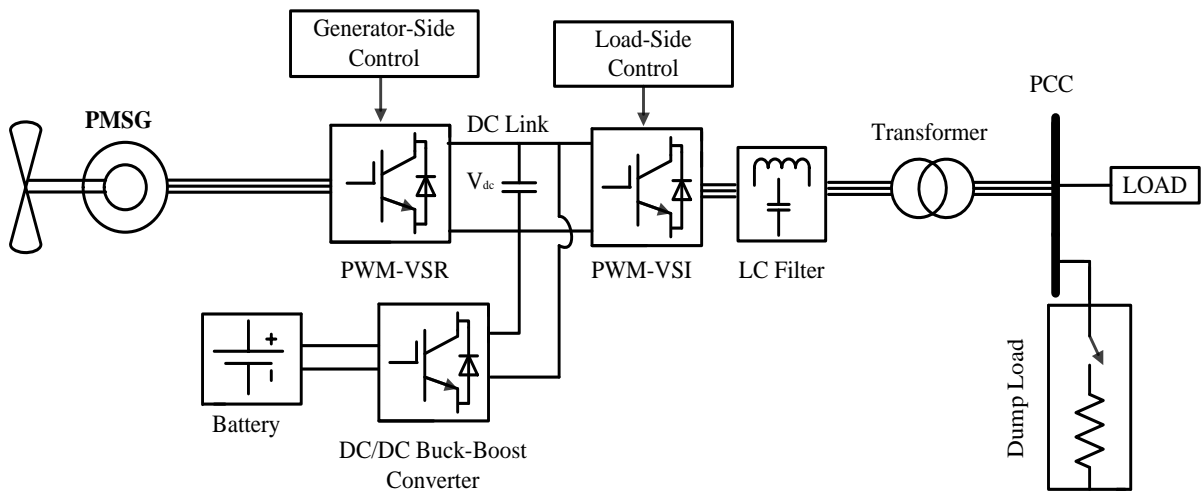 Generator-Side
Control
Load-Side
Control
PCC
PMSG
DC Link
Transformer
Vdc
LOAD
PWM-VSR
PWM-VSI
LC Filter
+
Battery
DC/DC Buck-Boost
Converter
Dump Load